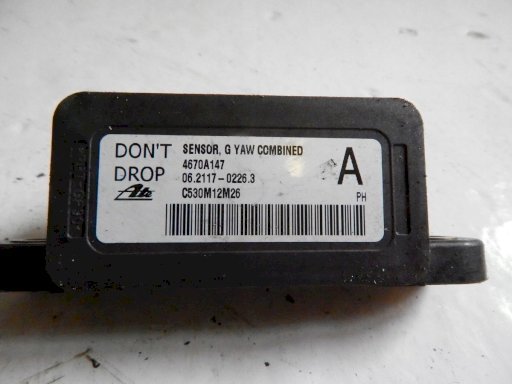 DON'T
DROP
Ate
SENSOR, G YAW COMBINED
4670A147
06.2117-0226.3
C530M12M26
A
PH